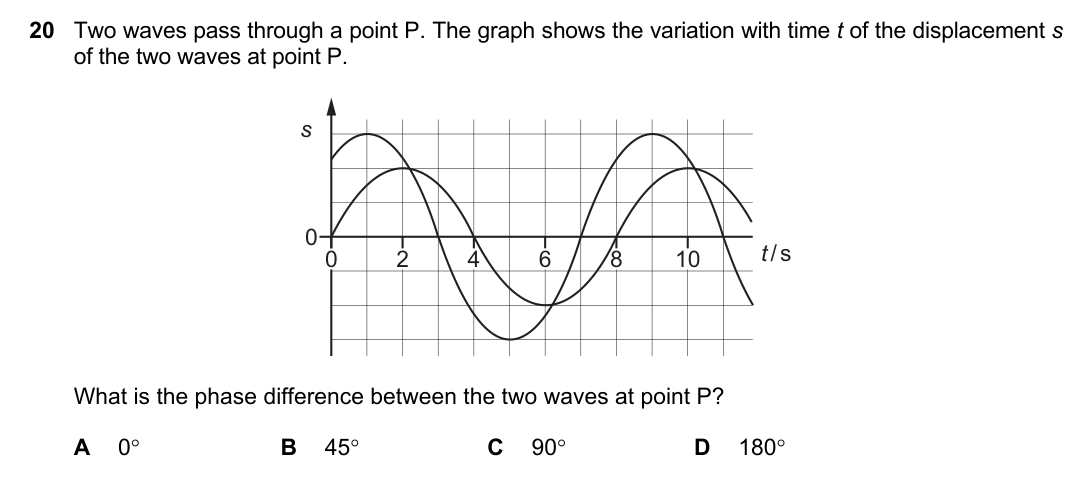 20 Two waves pass through a point P. The graph shows the variation with time t of the displacement s
of the two waves at point P.
s
0
0 2 4 6 8 10 t/s
What is the phase difference between the two waves at point P?
A 0° B 45° C 90° D 180°